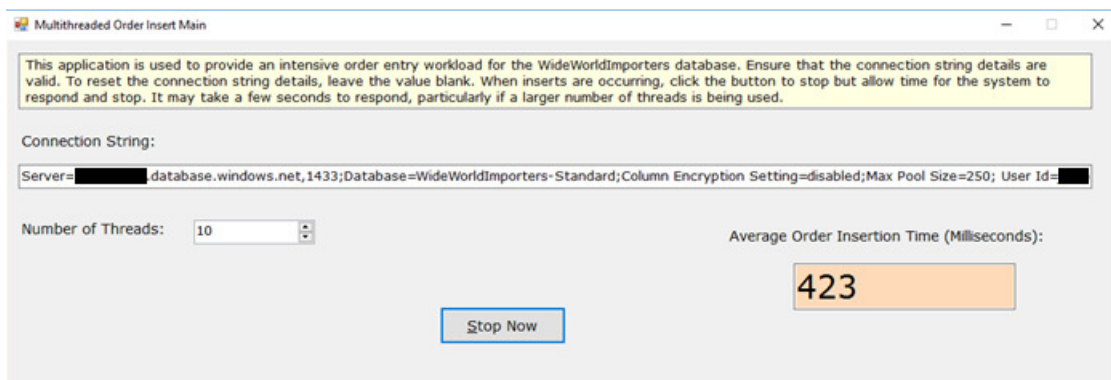 Multithreaded Order Insert Main
This application is used to provide an intensive order entry workload for the WideWorldImporters database. Ensure that the connection string details are
valid. To reset the connection string details, leave the value blank. When inserts are occurring, click the button to stop but allow time for the system to
respond and stop. It may take a few seconds to respond, particularly if a larger number of threads is being used.
Connection String:
Server= .database.windows.net,1433;Database=WideWorldImporters-Standard;Column Encryption Setting=disabled;Max Pool Size=250; User Id=
Number of Threads: 10
Average Order Insertion Time (Milliseconds):
423
Stop Now